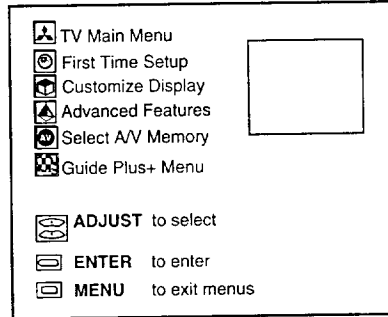 TV Main Menu
First Time Setup
Customize Display
Advanced Features
AV Select A/V Memory
Guide Plus+ Menu
ADJUST to select
ENTER to enter
MENU to exit menus